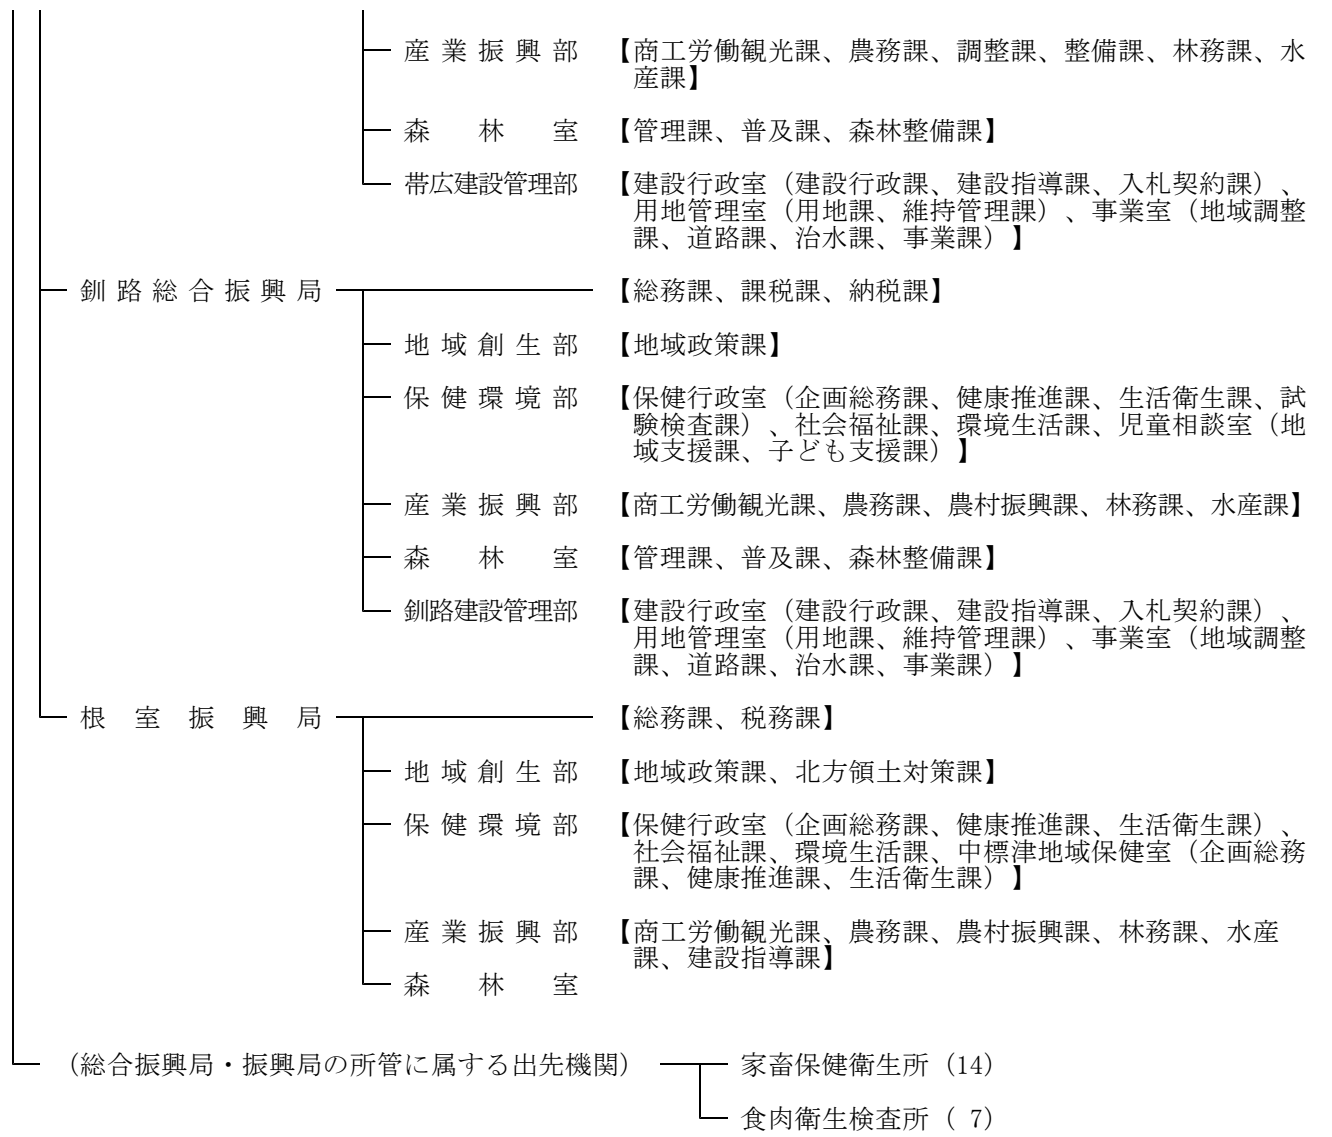 産業振興部 【商工労働観光課、農務課、調整課、整備課、林務課、水
産課】
森林室 【管理課、普及課、森林整備課】
帯広建設管理部 【建設行政室（建設行政課、建設指導課、入札契約課）、
用地管理室（用地課、維持管理課）、事業室（地域調整
課、道路課、治水課、事業課）】
釧路総合振興局 【総務課、課税課、納税課】
地域創生部 【地域政策課】
保健環境部 【保健行政室（企画総務課、健康推進課、生活衛生課、試
験検査課）、社会福祉課、環境生活課、児童相談室（地
域支援課、子ども支援課）】
産業振興部 【商工労働観光課、農務課、農村振興課、林務課、水産課】
森林室 【管理課、普及課、森林整備課】
釧路建設管理部 【建設行政室（建設行政課、建設指導課、入札契約課）、
用地管理室（用地課、維持管理課）、事業室（地域調整
課、道路課、治水課、事業課）】
根室振興局 【総務課、税務課】
地域創生部 【地域政策課、北方領土対策課】
保健環境部 【保健行政室（企画総務課、健康推進課、生活衛生課）、
社会福祉課、環境生活課、中標津地域保健室（企画総務
課、健康推進課、生活衛生課）】
産業振興部 【商工労働観光課、農務課、農村振興課、林務課、水産
課、建設指導課】
森林室
（総合振興局・振興局の所管に属する出先機関） 家畜保健衛生所（14）
食肉衛生検査所（ 7）